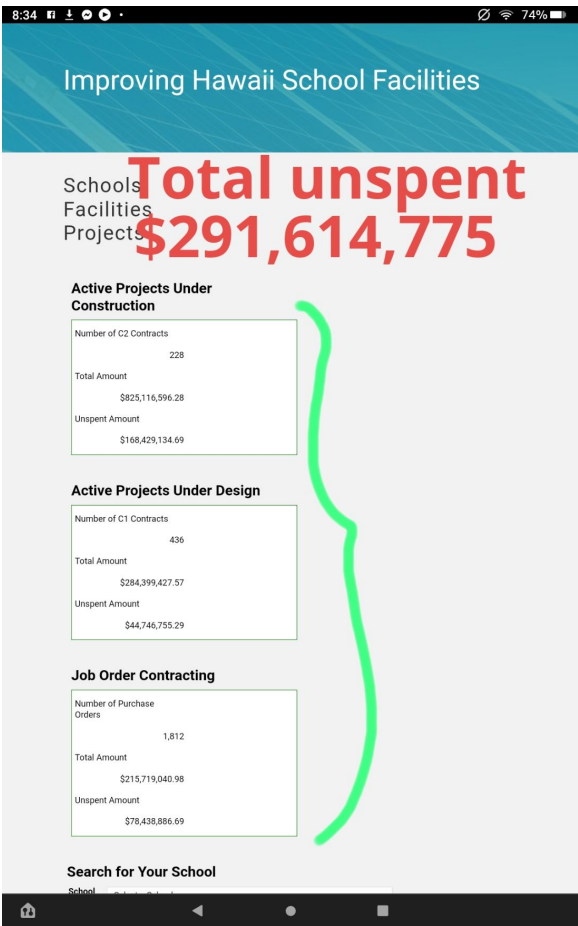 8:34
74%
Improving Hawaii School Facilities
Total unspent
$291,614,775
Schools
Facilities
Projects
Active Projects Under
Construction
Number of C2 Contracts
228
Total Amount
$825,116,596.28
Unspent Amount
$168,429,134.69
Active Projects Under Design
Number of C1 Contracts
436
Total Amount
$284,399,427.57
Unspent Amount
$44,746,755.29
Job Order Contracting
Number of Purchase
Orders
1,812
Total Amount
$215,719,040.98
Unspent Amount
$78,438,886.69
Search for Your School
School